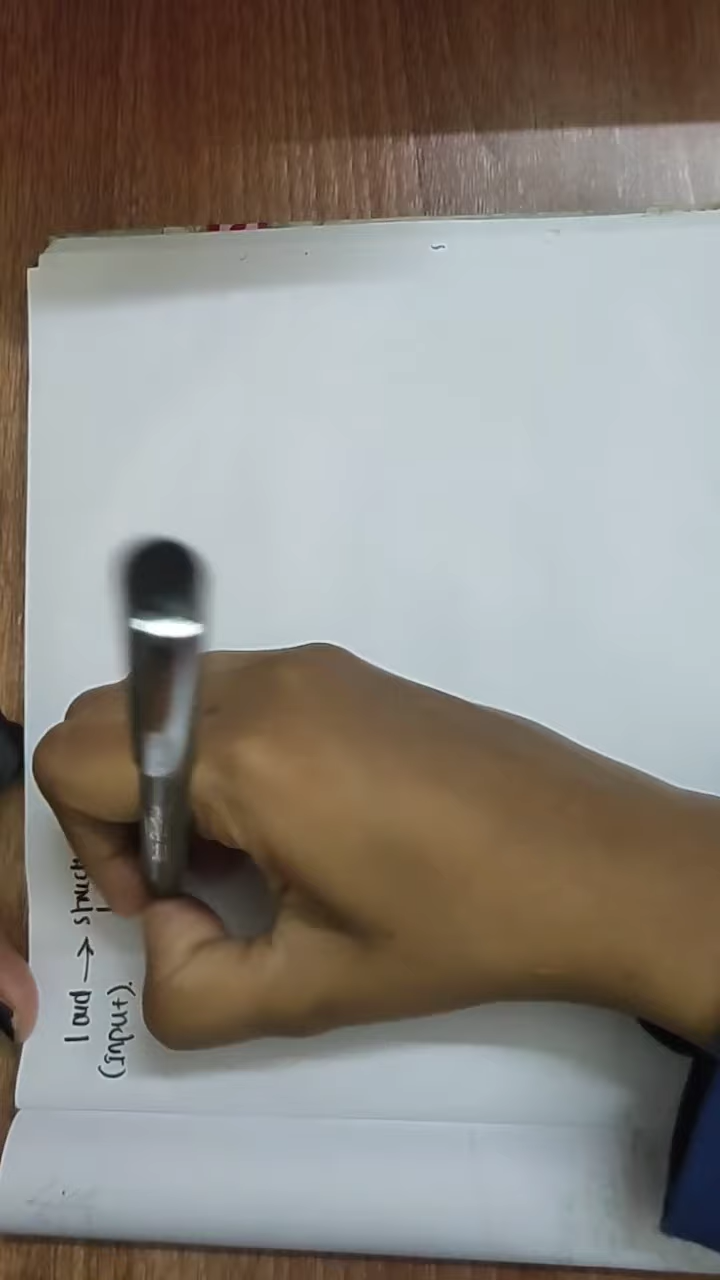 load → struct
(input).